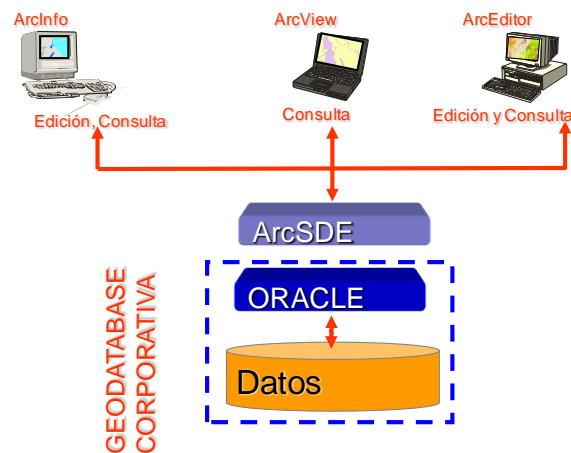 ArcInfo
ArcView
ArcEditor
Edición, Consulta
Consulta
Edición y Consulta
ArcSDE
ORACLE
Datos
GEODATABASE
CORPORATIVA